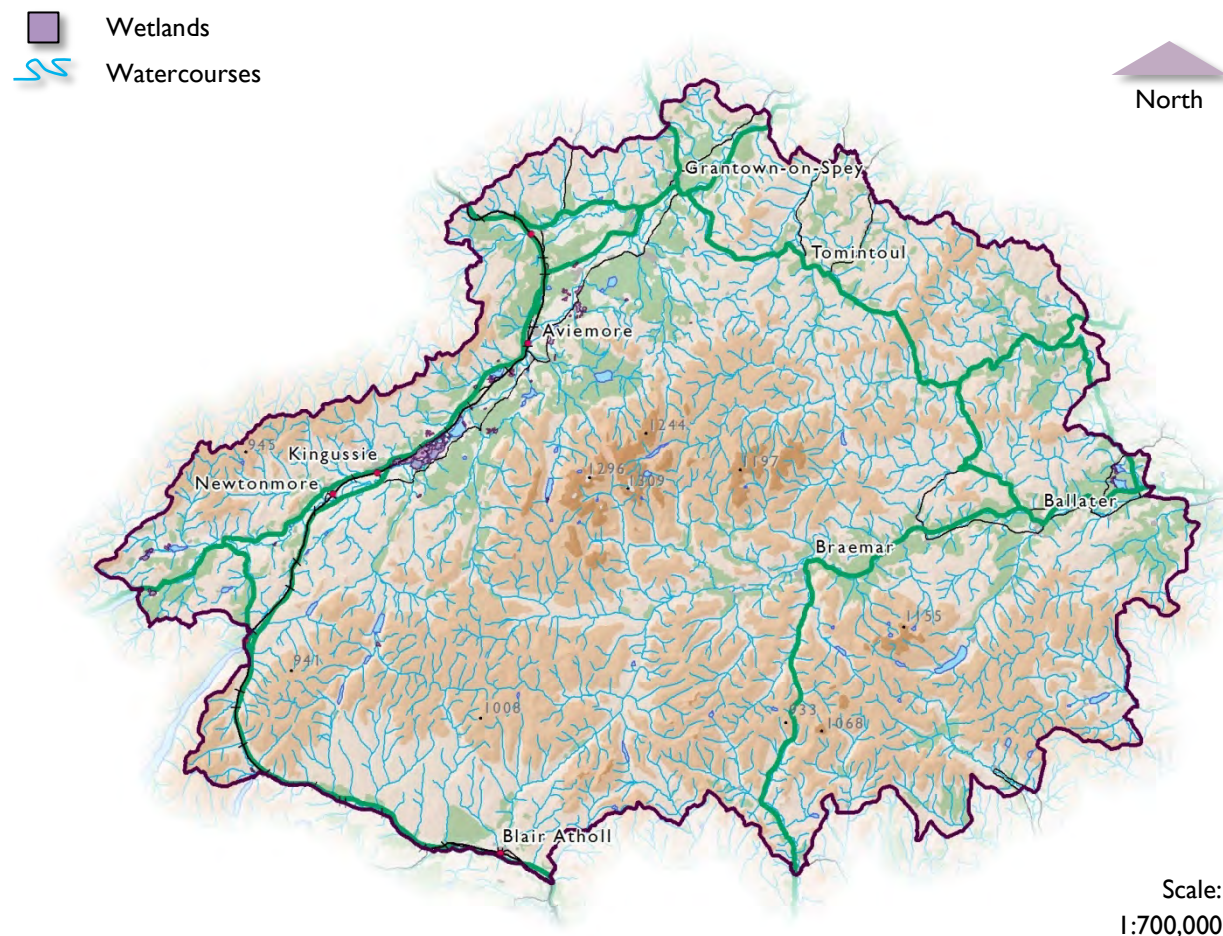 Wetlands
Watercourses
North
Grantown-on-Spey
Tomintoul
Aviemore
1244
945
Kingussie
1296
1197
1309
Newtonmore
Ballater
Braemar
1155
941
1008
933
1068
Blair Atholl
Scale:
1:700,000